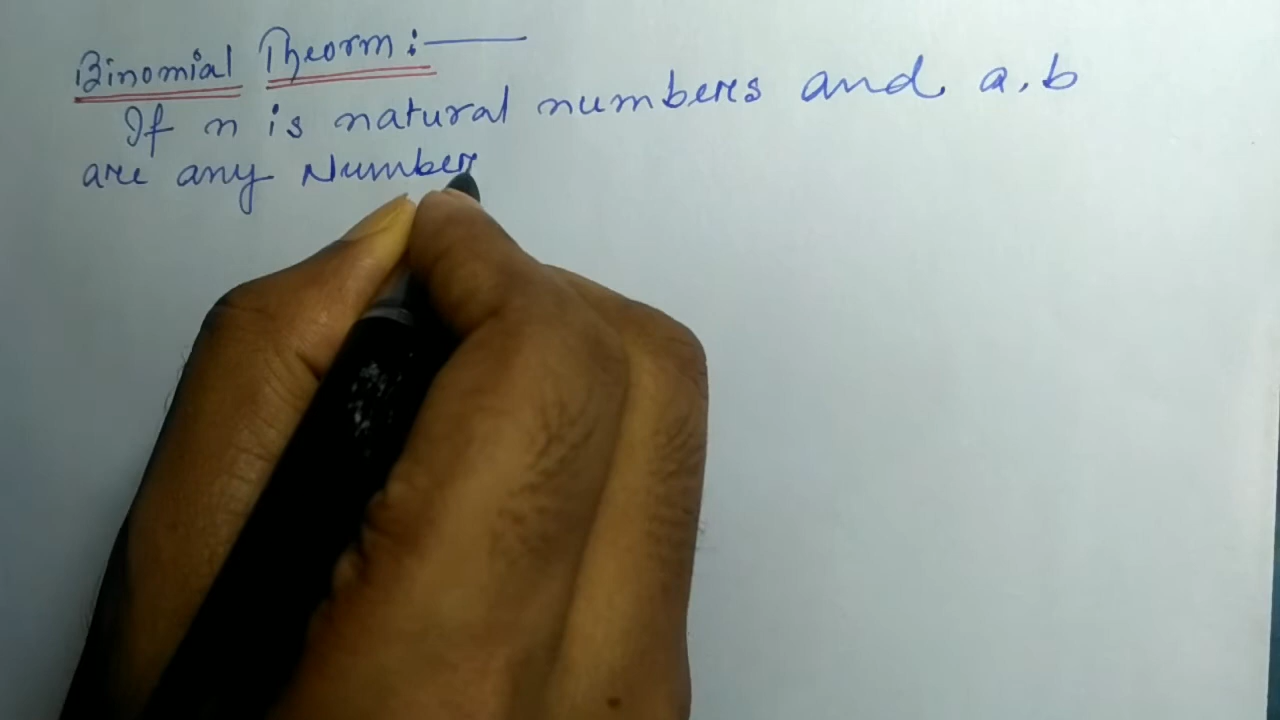 Binomial Theorm :—
If n is natural numbers and a, b
are any Number